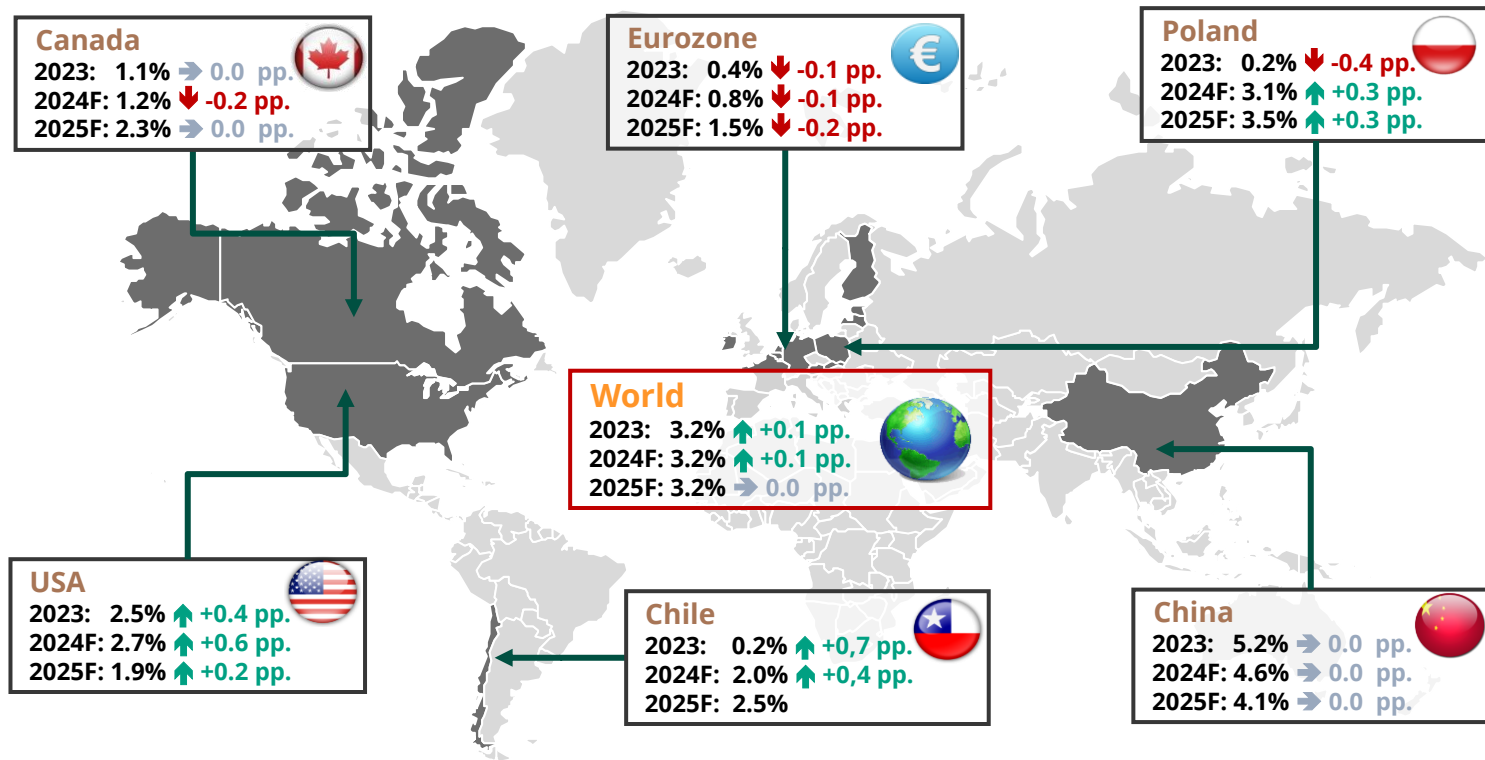 Canada
2023: 1.1% 0.0 pp.
2024F: 1.2% -0.2 pp.
2025F: 2.3% 0.0 pp.
Eurozone
€
2023: 0.4% -0.1 pp.
2024F: 0.8% -0.1 pp.
2025F: 1.5% -0.2 pp.
Poland
2023: 0.2% -0.4 pp.
2024F: 3.1% +0.3 pp.
2025F: 3.5% +0.3 pp.
World
2023: 3.2% +0.1 pp.
2024F: 3.2% +0.1 pp.
2025F: 3.2% 0.0 pp.
USA
2023: 2.5% +0.4 pp.
2024F: 2.7% +0.6 pp.
2025F: 1.9% +0.2 pp.
Chile
2023: 0.2% +0,7 pp.
2024F: 2.0% +0,4 pp.
2025F: 2.5%
China
2023: 5.2% 0.0 pp.
2024F: 4.6% 0.0 pp.
2025F: 4.1% 0.0 pp.